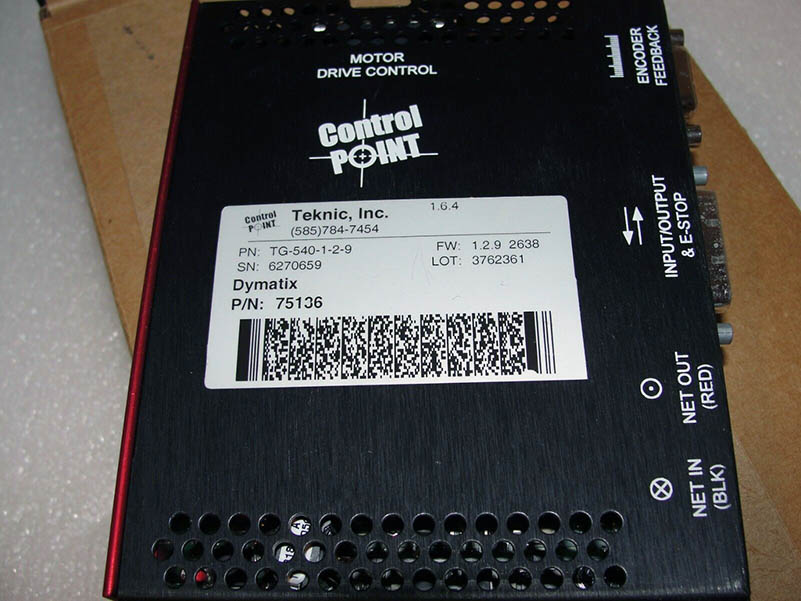 MOTOR
DRIVE CONTROL
Control
POINT
Control
POINT
Teknic, Inc.
1.6.4
(585)784-7454
PN: TG-540-1-2-9
FW: 1.2.9 2638
SN: 6270659
LOT: 3762361
Dymatix
P/N: 75136
ENCODER
FEEDBACK
INPUT/OUTPUT
& E-STOP
NET OUT
(RED)
NET IN
(BLK)